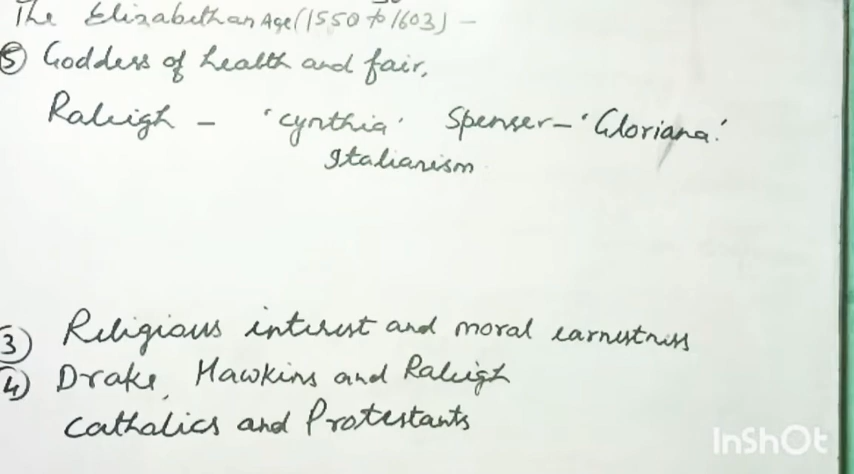 The Elizabethan Age (1550 to 1603) -
⑤ Goddess of health and fair.
Raleigh - 'Cynthia' Spenser - 'Gloriana.'
Italianism
③ Religious interest and moral earnestness
④ Drake, Hawkins and Raleigh
Catholics and Protestants
InShOt